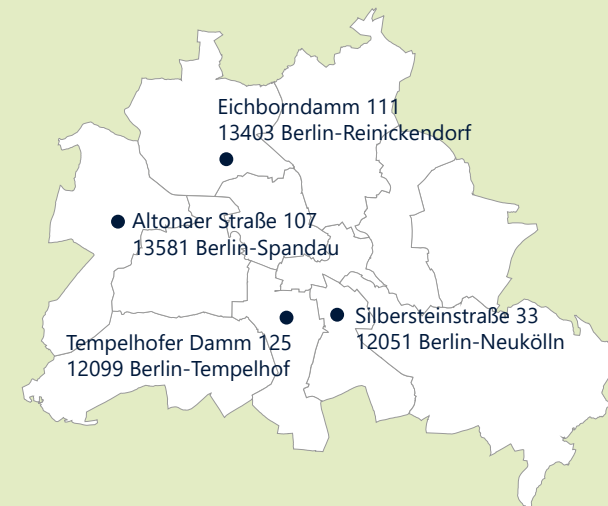 Eichborndamm 111
13403 Berlin-Reinickendorf
Altonaer Straße 107
13581 Berlin-Spandau
Silbersteinstraße 33
12051 Berlin-Neukölln
Tempelhofer Damm 125
12099 Berlin-Tempelhof